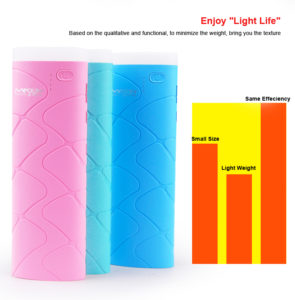 Enjoy "Light Life"
Based on the qualitative and functional, to minimize the weight, bring you the texture
Same Effeciency
Small Size
Light Weight